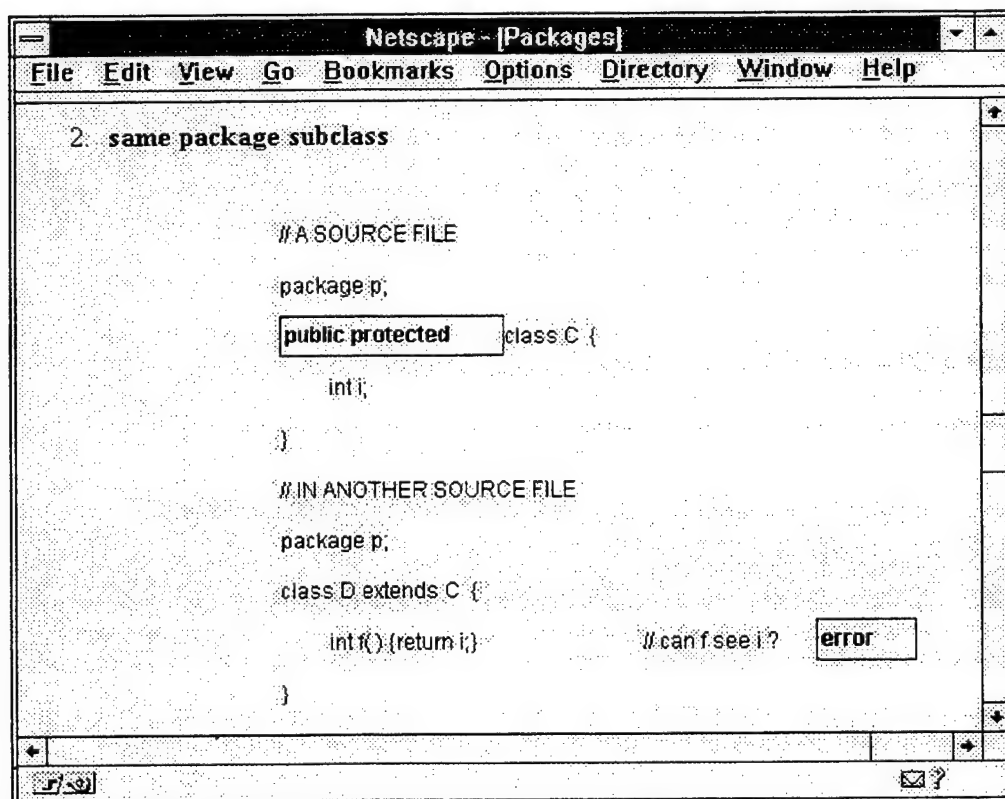 Netscape - [Packages]
File Edit View Go Bookmarks Options Directory Window Help
2. same package subclass
// A SOURCE FILE
package p;
public protected class C {
int i;
}
// IN ANOTHER SOURCE FILE
package p;
class D extends C {
int f( ) {return i;} // can f see i ? error
}
?